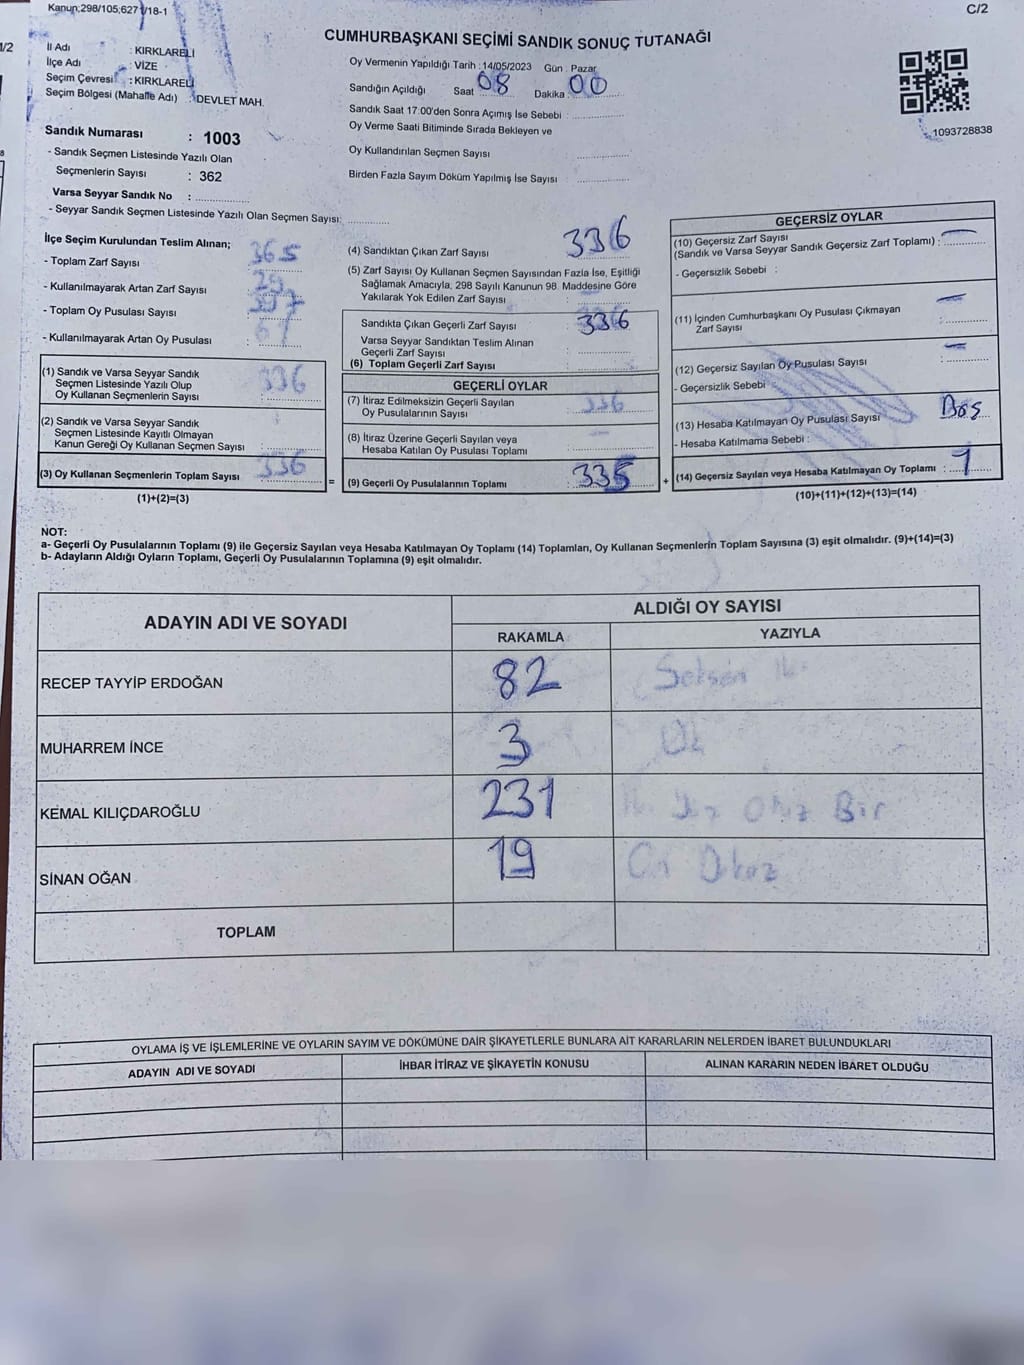 Kanun;298/105;627 1/18-1
C/2
1/2
CUMHURBAŞKANI SEÇİMİ SANDIK SONUÇ TUTANAĞI
İl Adı : KIRKLARELİ
İlçe Adı : VİZE
Seçim Çevresi : KIRKLARELİ
Seçim Bölgesi (Mahalle Adı) : DEVLET MAH.
Oy Vermenin Yapıldığı Tarih :14/05/2023 Gün : Pazar
Sandığın Açıldığı Saat 08 Dakika : 00
Sandık Saat 17:00'den Sonra Açımış İse Sebebi :
Oy Verme Saati Bitiminde Sırada Bekleyen ve
Oy Kullandırılan Seçmen Sayısı
Birden Fazla Sayım Döküm Yapılmış İse Sayısı
1093728838
Sandık Numarası : 1003
- Sandık Seçmen Listesinde Yazılı Olan
Seçmenlerin Sayısı : 362
Varsa Seyyar Sandık No :
- Seyyar Sandık Seçmen Listesinde Yazılı Olan Seçmen Sayısı:
İlçe Seçim Kurulundan Teslim Alınan;
- Toplam Zarf Sayısı 365
- Kullanılmayarak Artan Zarf Sayısı 29
- Toplam Oy Pusulası Sayısı
- Kullanılmayarak Artan Oy Pusulası :
(1) Sandık ve Varsa Seyyar Sandık
Seçmen Listesinde Yazılı Olup
Oy Kullanan Seçmenlerin Sayısı 336
(2) Sandık ve Varsa Seyyar Sandık
Seçmen Listesinde Kayıtlı Olmayan
Kanun Gereği Oy Kullanan Seçmen Sayısı :
(3) Oy Kullanan Seçmenlerin Toplam Sayısı 336 =
(1)+(2)=(3)
(4) Sandıktan Çıkan Zarf Sayısı 336
(5) Zarf Sayısı Oy Kullanan Seçmen Sayısından Fazla İse, Eşitliği
Sağlamak Amacıyla, 298 Sayılı Kanunun 98. Maddesine Göre
Yakılarak Yok Edilen Zarf Sayısı :
Sandıkta Çıkan Geçerli Zarf Sayısı 336
Varsa Seyyar Sandıktan Teslim Alınan
Geçerli Zarf Sayısı :
(6) Toplam Geçerli Zarf Sayısı :
GEÇERLİ OYLAR
(7) İtiraz Edilmeksizin Geçerli Sayılan
Oy Pusulalarının Sayısı 336
(8) İtiraz Üzerine Geçerli Sayılan veya
Hesaba Katılan Oy Pusulası Toplamı –
(9) Geçerli Oy Pusulalarının Toplamı 335 +
GEÇERSİZ OYLAR
(10) Geçersiz Zarf Sayısı
(Sandık ve Varsa Seyyar Sandık Geçersiz Zarf Toplamı) : –
- Geçersizlik Sebebi :
(11) İçinden Cumhurbaşkanı Oy Pusulası Çıkmayan
Zarf Sayısı : –
(12) Geçersiz Sayılan Oy Pusulası Sayısı : –
- Geçersizlik Sebebi
(13) Hesaba Katılmayan Oy Pusulası Sayısı Boş
- Hesaba Katılmama Sebebi :
(14) Geçersiz Sayılan veya Hesaba Katılmayan Oy Toplamı : 1
(10)+(11)+(12)+(13)=(14)
NOT:
a- Geçerli Oy Pusulalarının Toplamı (9) ile Geçersiz Sayılan veya Hesaba Katılmayan Oy Toplamı (14) Toplamları, Oy Kullanan Seçmenlerin Toplam Sayısına (3) eşit olmalıdır. (9)+(14)=(3)
b- Adayların Aldığı Oyların Toplamı, Geçerli Oy Pusulalarının Toplamına (9) eşit olmalıdır.
ADAYIN ADI VE SOYADI ALDIĞI OY SAYISI
RAKAMLA YAZIYLA
RECEP TAYYİP ERDOĞAN 82 Seksen
MUHARREM İNCE 3
KEMAL KILIÇDAROĞLU 231 Otuz Bir
SİNAN OĞAN 19 On Dokuz
TOPLAM
OYLAMA İŞ VE İŞLEMLERİNE VE OYLARIN SAYIM VE DÖKÜMÜNE DAİR ŞİKAYETLERLE BUNLARA AİT KARARLARIN NELERDEN İBARET BULUNDUKLARI
ADAYIN ADI VE SOYADI İHBAR İTİRAZ VE ŞİKAYETİN KONUSU ALINAN KARARIN NEDEN İBARET OLDUĞU